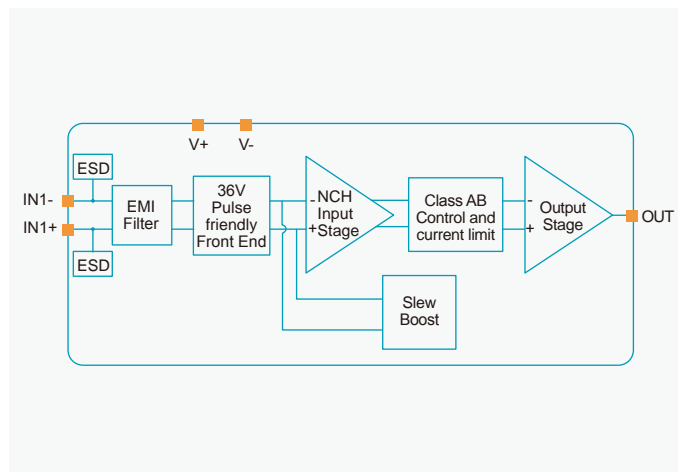 V+
V-
ESD
IN1-
IN1+
ESD
EMI
Filter
36V
Pulse
friendly
Front End
-
NCH
Input
+
Stage
Class AB
Control and
current limit
-
+
Output
Stage
OUT
Slew
Boost